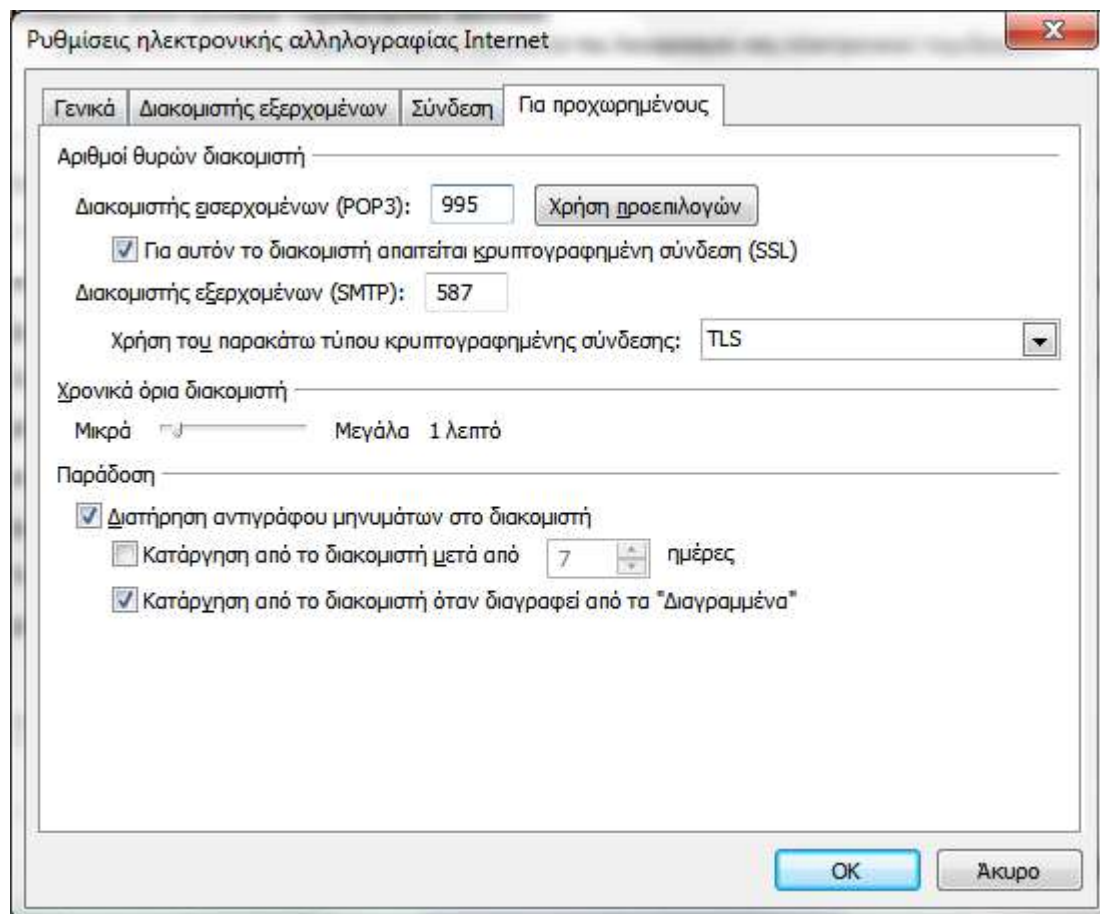 Ρυθμίσεις ηλεκτρονικής αλληλογραφίας Internet
Γενικά Διακομιστής εξερχομένων Σύνδεση Για προχωρημένους
Αριθμοί θυρών διακομιστή
Διακομιστής εισερχομένων (POP3): 995 Χρήση προεπιλογών
Για αυτόν το διακομιστή απαιτείται κρυπτογραφημένη σύνδεση (SSL)
Διακομιστής εξερχομένων (SMTP): 587
Χρήση του παρακάτω τύπου κρυπτογραφημένης σύνδεσης: TLS
Χρονικά όρια διακομιστή
Μικρά Μεγάλα 1 λεπτό
Παράδοση
Διατήρηση αντιγράφου μηνυμάτων στο διακομιστή
Κατάργηση από το διακομιστή μετά από 7 ημέρες
Κατάρχηση από το διακομιστή όταν διαγραφεί από τα "Διαγραμμένα"
OK Άκυρο